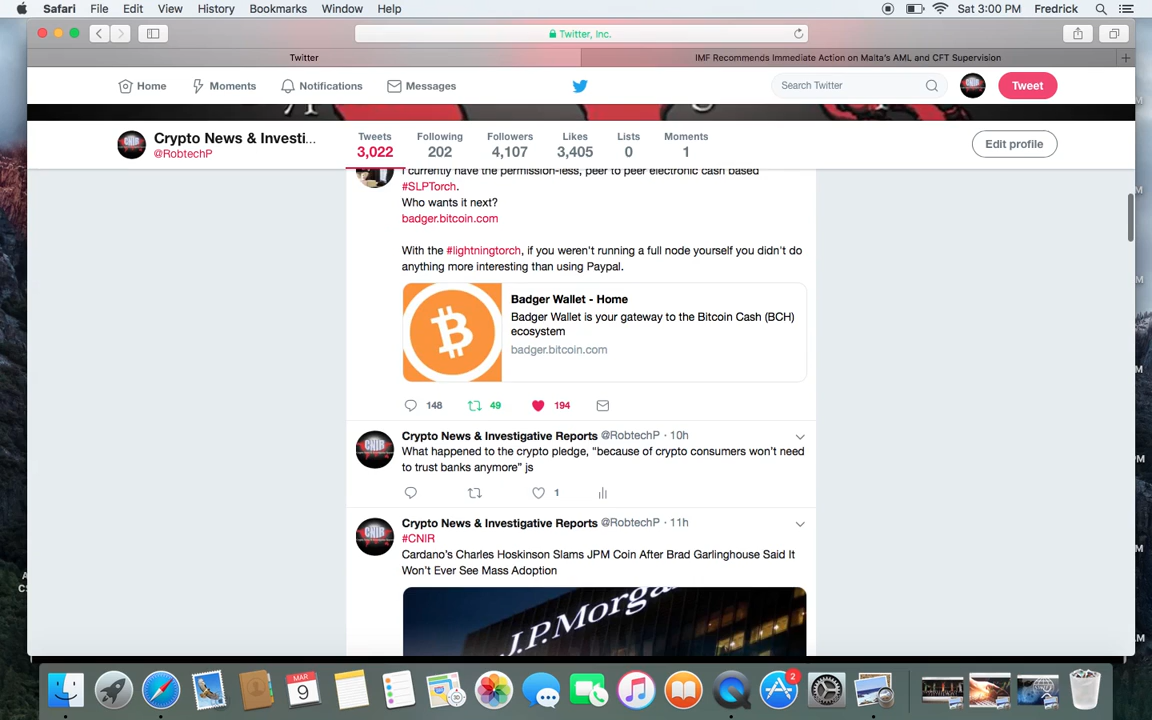 Safari File Edit View History Bookmarks Window Help Sat 3:00 PM Fredrick
Twitter, Inc.
Twitter IMF Recommends Immediate Action on Malta's AML and CFT Supervision
Home Moments Notifications Messages Search Twitter Tweet
Crypto News & Investi...
@RobtechP
Tweets Following Followers Likes Lists Moments
3,022 202 4,107 3,405 0 1
Edit profile
I currently have the permission-less, peer to peer electronic cash based
#SLPTorch.
Who wants it next?
badger.bitcoin.com
With the #lightningtorch, if you weren't running a full node yourself you didn't do
anything more interesting than using Paypal.
Badger Wallet - Home
Badger Wallet is your gateway to the Bitcoin Cash (BCH)
ecosystem
badger.bitcoin.com
148 49 194
Crypto News & Investigative Reports @RobtechP · 10h
What happened to the crypto pledge, “because of crypto consumers won’t need
to trust banks anymore” js
1
Crypto News & Investigative Reports @RobtechP · 11h
#CNIR
Cardano’s Charles Hoskinson Slams JPM Coin After Brad Garlinghouse Said It
Won’t Ever See Mass Adoption
J.P.Morga
MAR
9
2